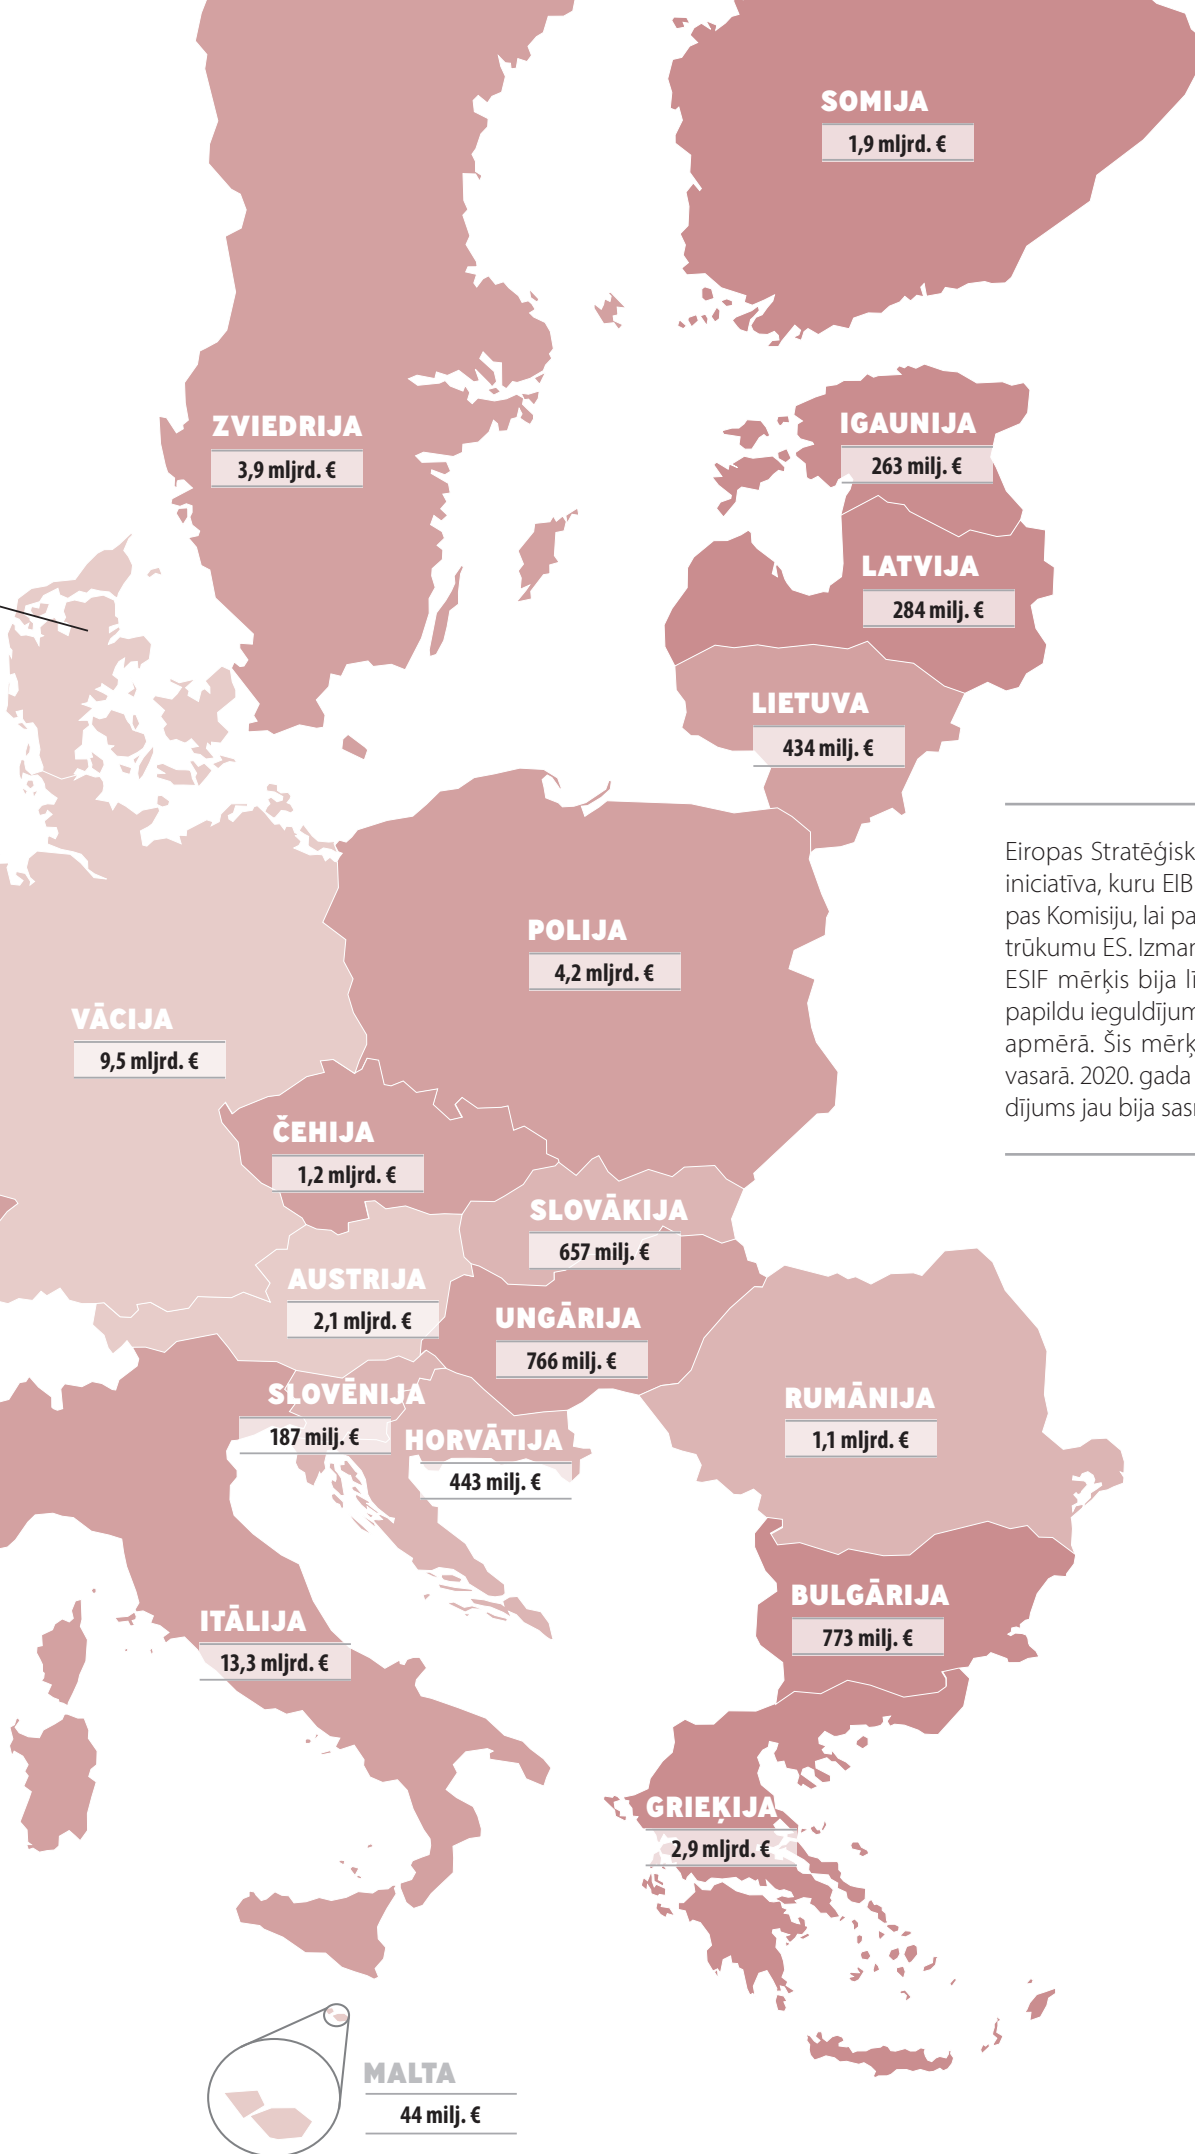 SOMIJA
1,9 mljrd. €
ZVIEDRIJA
3,9 mljrd. €
IGAUNIJA
263 milj. €
LATVIJA
284 milj. €
LIETUVA
434 milj. €
Eiropas Stratēģisk
iniciatīva, kuru EIB
pas Komisiju, lai pa
trūkumu ES. Izmar
ESIF mērķis bija lī
papildu ieguldījum
apmērā. Šis mērķ
vasarā. 2020. gada
dījums jau bija sas
POLIJA
4,2 mljrd. €
VĀCIJA
9,5 mljrd. €
ČEHIJA
1,2 mljrd. €
SLOVĀKIJA
657 milj. €
AUSTRIJA
2,1 mljrd. €
UNGĀRIJA
766 milj. €
SLOVĒNIJA
187 milj. €
HORVĀTIJA
443 milj. €
RUMĀNIJA
1,1 mljrd. €
BULGĀRIJA
773 milj. €
ITĀLIJA
13,3 mljrd. €
GRIEĶIJA
2,9 mljrd. €
MALTA
44 milj. €